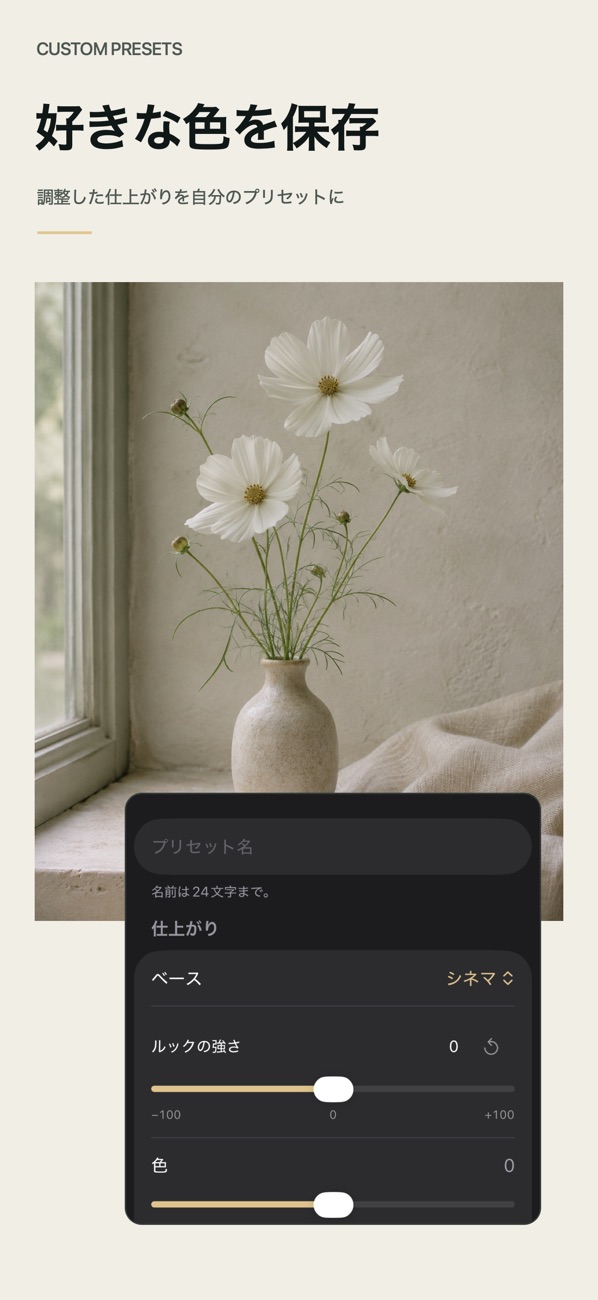 CUSTOM PRESETS
好きな色を保存
調整した仕上がりを自分のプリセットに
プリセット名
名前は24文字まで。
仕上がり
ベース シネマ
ルックの強さ 0
−100 0 +100
色 0